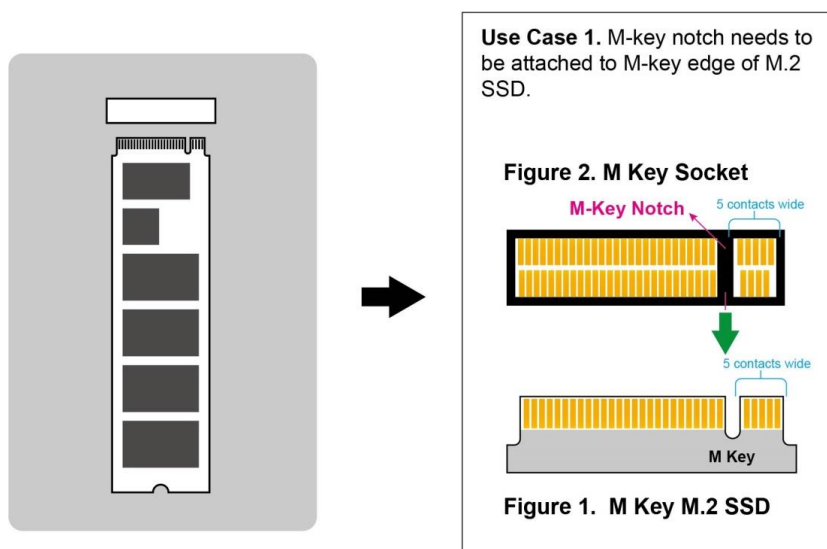 Use Case 1. M-key notch needs to
be attached to M-key edge of M.2
SSD.
Figure 2. M Key Socket
M-Key Notch
5 contacts wide
5 contacts wide
M Key
Figure 1. M Key M.2 SSD